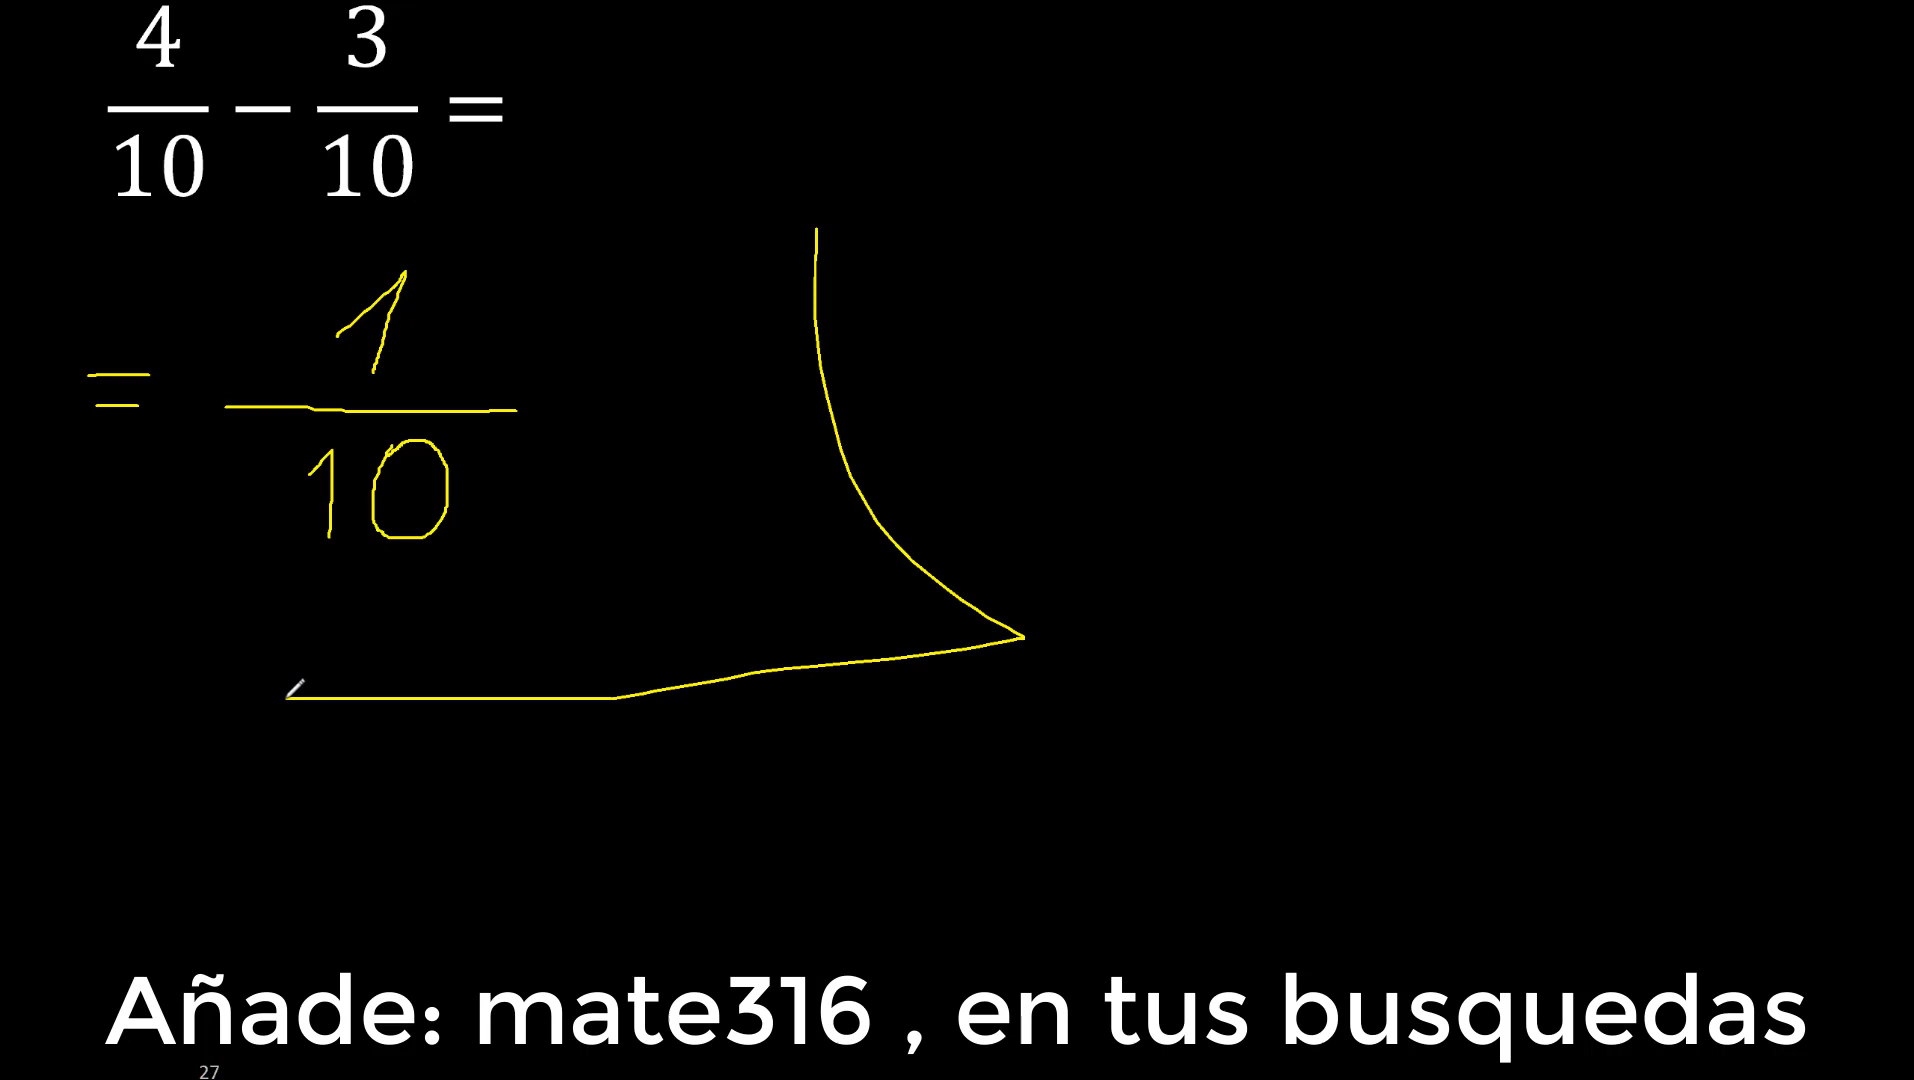 4/10 − 3/10 =
= 1/10
Añade: mate316 , en tus busquedas
27